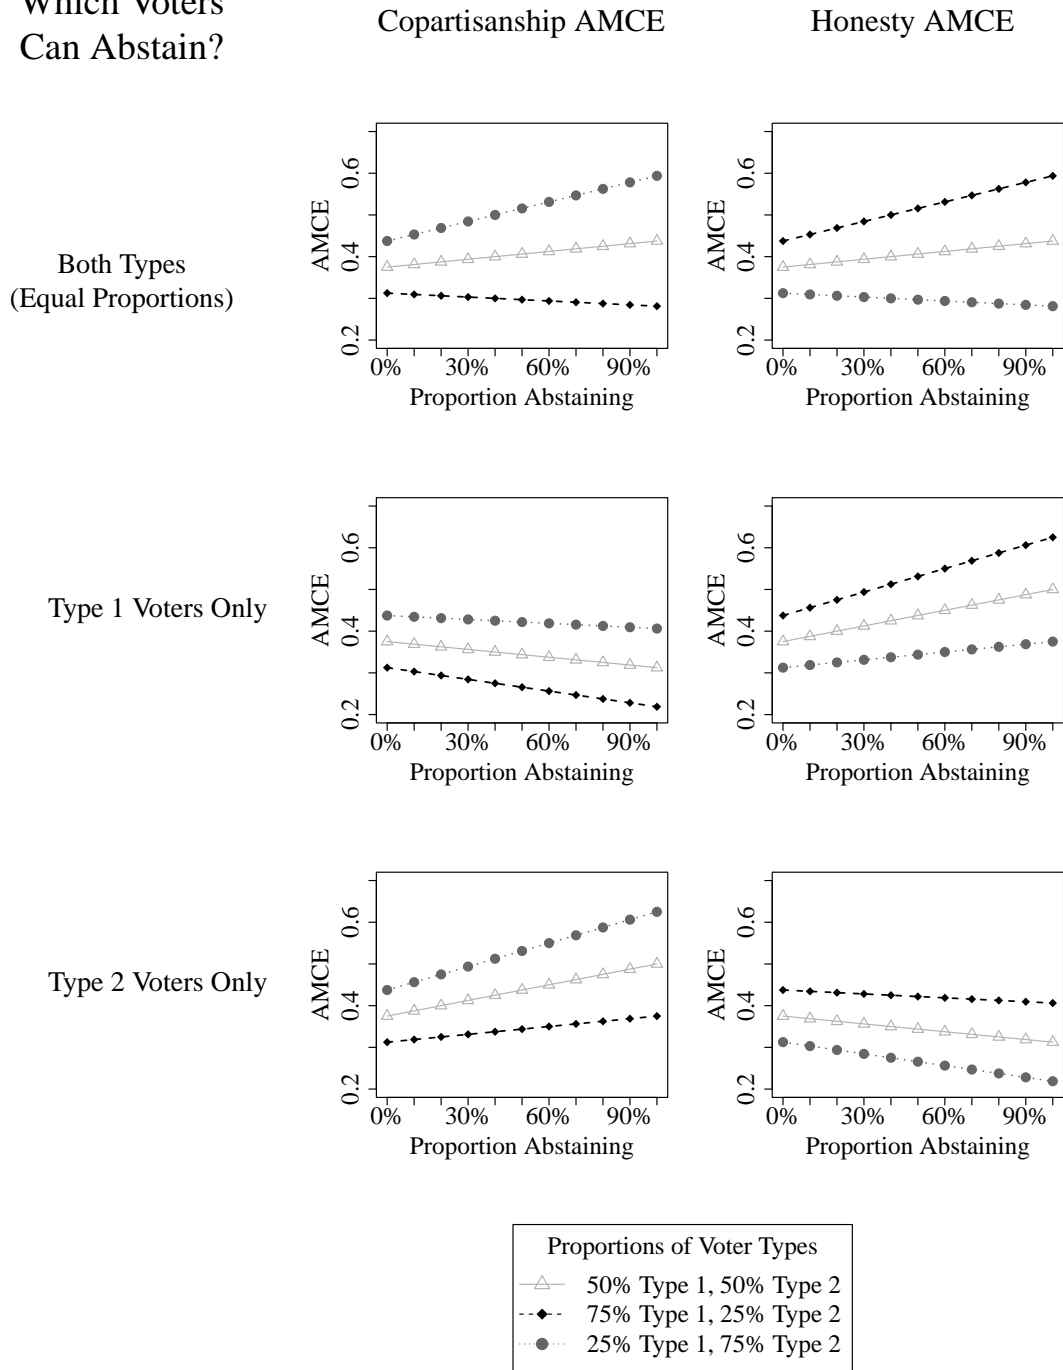 Which Voters
Can Abstain?
Copartisanship AMCE
Honesty AMCE
Both Types
(Equal Proportions)
AMCE
0.2 0.4 0.6
0% 30% 60% 90%
Proportion Abstaining
AMCE
0.2 0.4 0.6
0% 30% 60% 90%
Proportion Abstaining
Type 1 Voters Only
AMCE
0.2 0.4 0.6
0% 30% 60% 90%
Proportion Abstaining
AMCE
0.2 0.4 0.6
0% 30% 60% 90%
Proportion Abstaining
Type 2 Voters Only
AMCE
0.2 0.4 0.6
0% 30% 60% 90%
Proportion Abstaining
AMCE
0.2 0.4 0.6
0% 30% 60% 90%
Proportion Abstaining
Proportions of Voter Types
50% Type 1, 50% Type 2
75% Type 1, 25% Type 2
25% Type 1, 75% Type 2